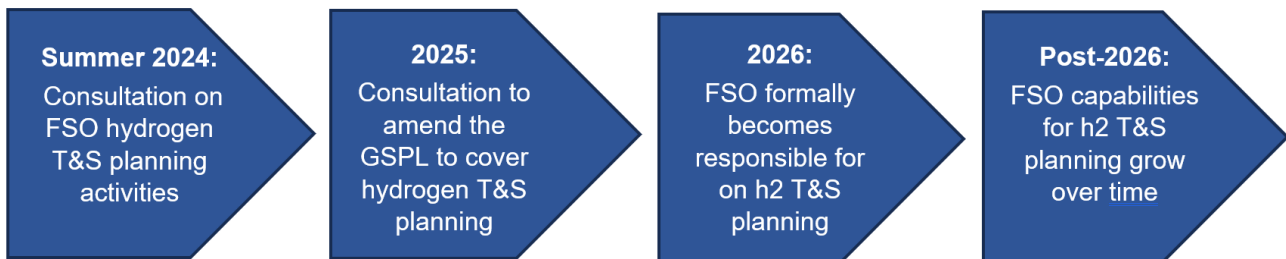 Summer 2024:
Consultation on
FSO hydrogen
T&S planning
activities
2025:
Consultation to
amend the
GSPL to cover
hydrogen T&S
planning
2026:
FSO formally
becomes
responsible for
on h2 T&S
planning
Post-2026:
FSO capabilities
for h2 T&S
planning grow
over time